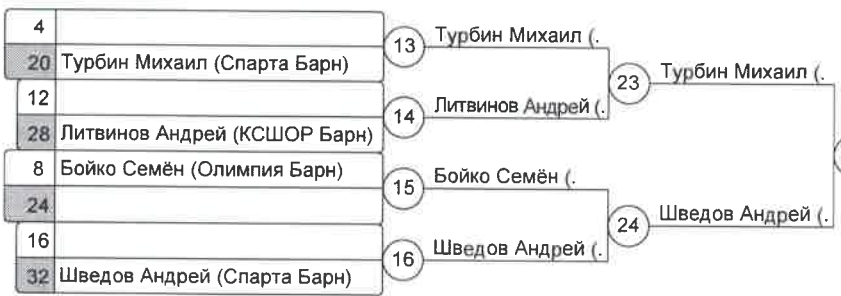 4
20 Турбин Михаил (Спарта Барн)
12
28 Литвинов Андрей (КСШОР Барн)
8 Бойко Семён (Олимпия Барн)
24
16
32 Шведов Андрей (Спарта Барн)
13 Турбин Михаил (.
14 Литвинов Андрей (.
15 Бойко Семён (.
16 Шведов Андрей (.
23 Турбин Михаил (.
24 Шведов Андрей (.